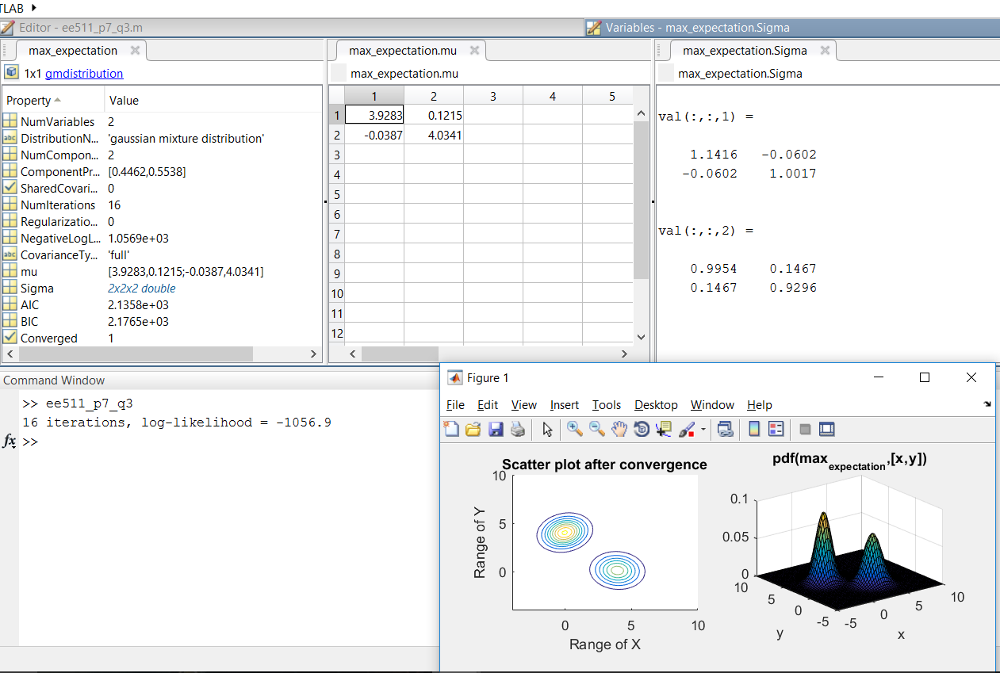 TLAB
Editor - ee511_p7_q3.m
Variables - max_expectation.Sigma
max_expectation
1x1 gmdistribution
Property Value
NumVariables 2
DistributionN... 'gaussian mixture distribution'
NumCompon... 2
ComponentPr... [0.4462,0.5538]
SharedCovari... 0
NumIterations 16
Regularizatio... 0
NegativeLogL... 1.0569e+03
CovarianceTy... 'full'
mu [3.9283,0.1215;-0.0387,4.0341]
Sigma 2x2x2 double
AIC 2.1358e+03
BIC 2.1765e+03
Converged 1
max_expectation.mu
max_expectation.mu
1 2 3 4 5
1 3.9283 0.1215
2 -0.0387 4.0341
3
4
5
6
7
8
9
10
11
12
max_expectation.Sigma
max_expectation.Sigma
val(:,:,1) =
1.1416 -0.0602
-0.0602 1.0017
val(:,:,2) =
0.9954 0.1467
0.1467 0.9296
Command Window
>> ee511_p7_q3
16 iterations, log-likelihood = -1056.9
fx >>
Figure 1
File Edit View Insert Tools Desktop Window Help
abc
abc
Scatter plot after convergence
10
5
0
Range of Y
0 5 10
Range of X
pdf(max_expectation,[x,y])
0.1
0.05
0
10
5
0
-5
y
-5
0
5
10
x